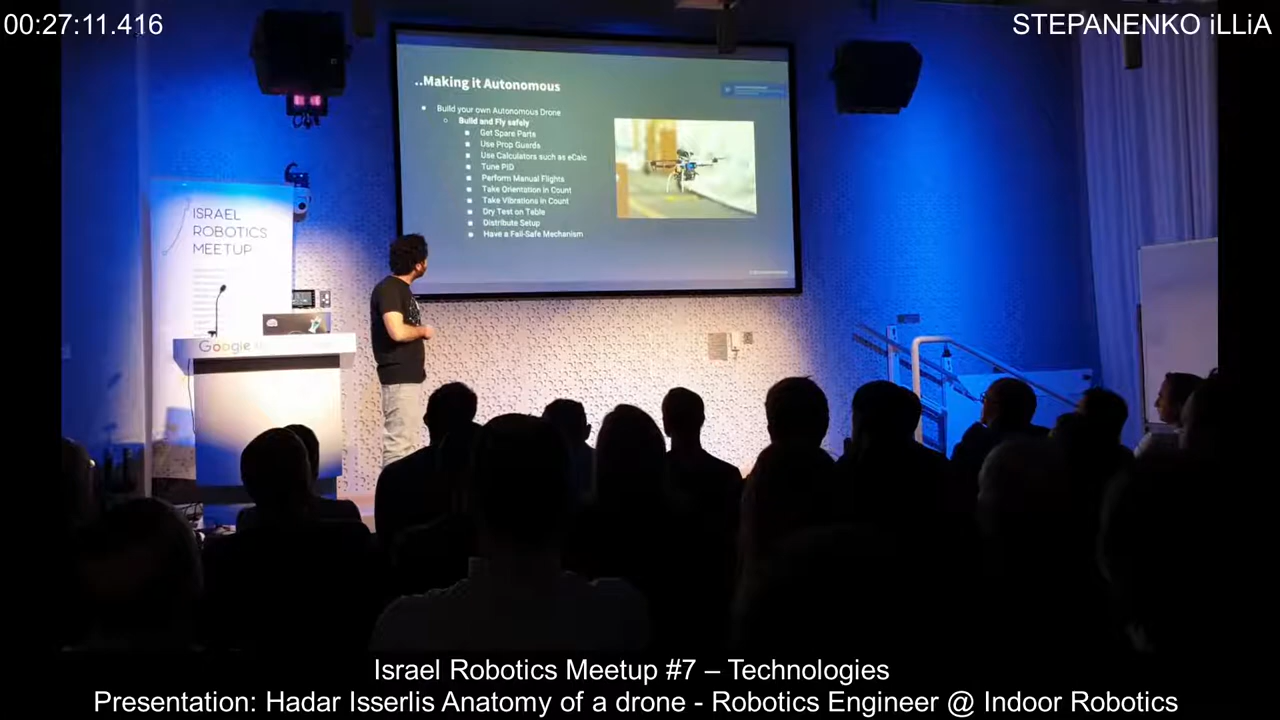 00:27:11.416
STEPANENKO iLLiA
..Making it Autonomous
Build your own Autonomous Drone
Build and Fly safely
Get Spare Parts
Use Prop Guards
Use Calculators such as eCalc
Tune PID
Perform Manual Flights
Take Orientation in Count
Take Vibrations in Count
Dry Test on Table
Distribute Setup
Have a Fail-Safe Mechanism
ISRAEL
ROBOTICS
MEETUP
Google
Israel Robotics Meetup #7 – Technologies
Presentation: Hadar Isserlis Anatomy of a drone - Robotics Engineer @ Indoor Robotics